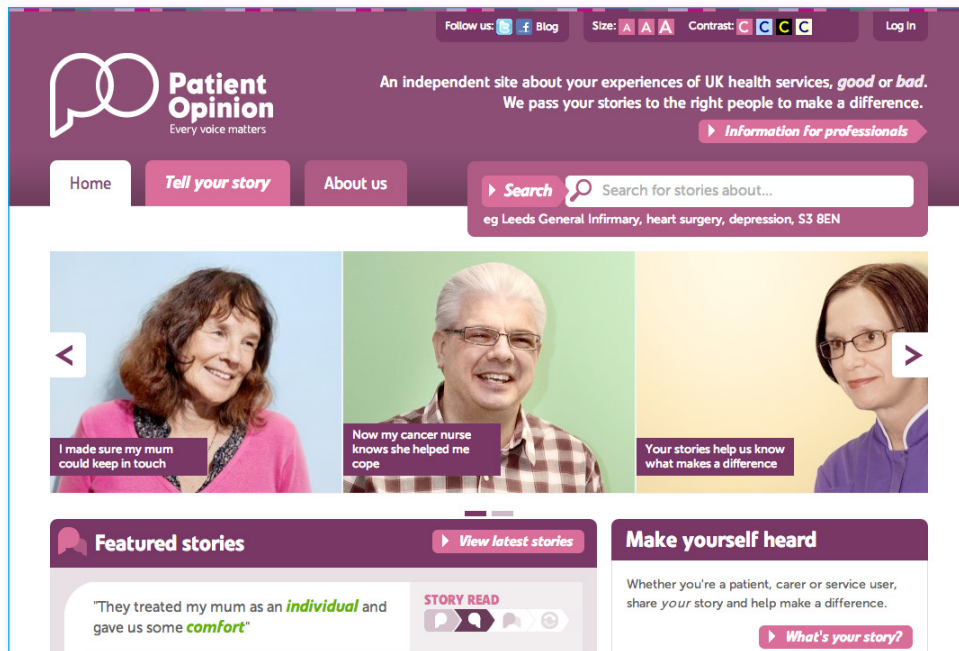 Follow us: Blog
Size: A A A Contrast: C C C C
Log in
Patient
Opinion
Every voice matters
An independent site about your experiences of UK health services, good or bad.
We pass your stories to the right people to make a difference.
Information for professionals
Home
Tell your story
About us
Search
Search for stories about...
eg Leeds General Infirmary, heart surgery, depression, S3 8EN
<
>
I made sure my mum
could keep in touch
Now my cancer nurse
knows she helped me
cope
Your stories help us know
what makes a difference
Featured stories
View latest stories
"They treated my mum as an individual and
gave us some comfort"
STORY READ
Make yourself heard
Whether you're a patient, carer or service user,
share your story and help make a difference.
What's your story?